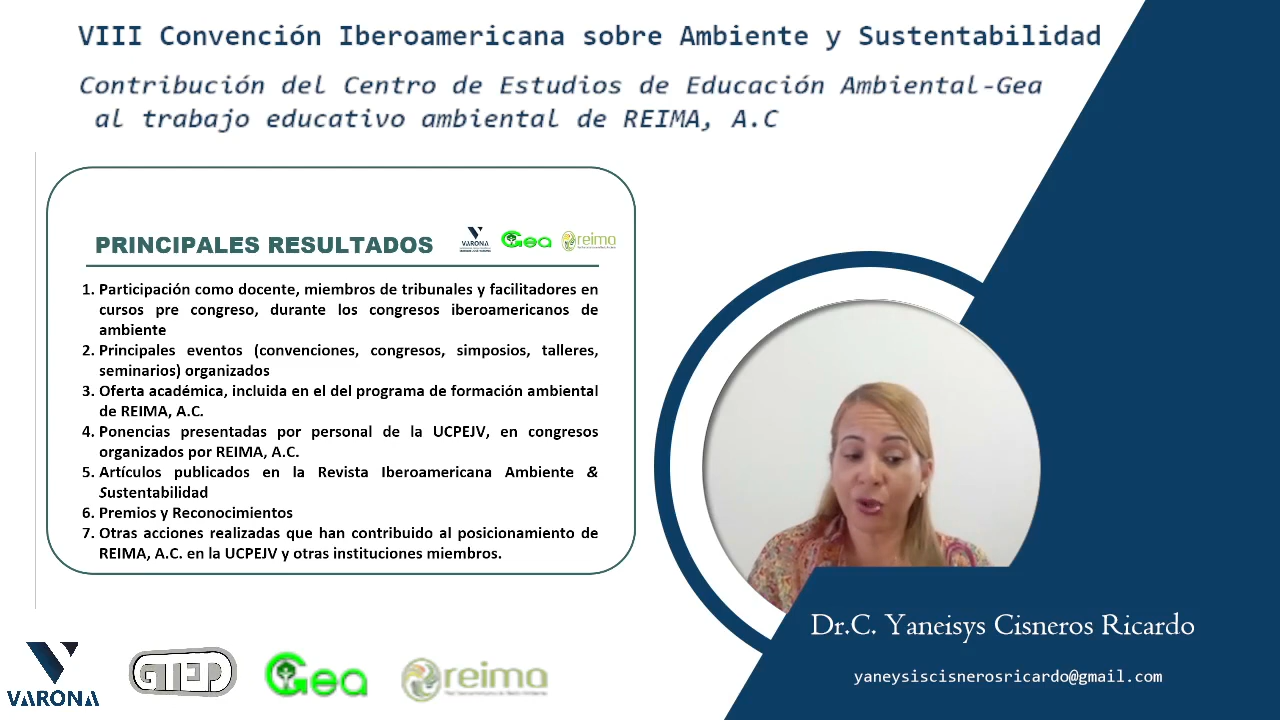 VIII Convención Iberoamericana sobre Ambiente y Sustentabilidad
Contribución del Centro de Estudios de Educación Ambiental-Gea
al trabajo educativo ambiental de REIMA, A.C
PRINCIPALES RESULTADOS
VARONA
Gea
reima
1. Participación como docente, miembros de tribunales y facilitadores en
cursos pre congreso, durante los congresos iberoamericanos de
ambiente
2. Principales eventos (convenciones, congresos, simposios, talleres,
seminarios) organizados
3. Oferta académica, incluida en el del programa de formación ambiental
de REIMA, A.C.
4. Ponencias presentadas por personal de la UCPEJV, en congresos
organizados por REIMA, A.C.
5. Artículos publicados en la Revista Iberoamericana Ambiente &
Sustentabilidad
6. Premios y Reconocimientos
7. Otras acciones realizadas que han contribuido al posicionamiento de
REIMA, A.C. en la UCPEJV y otras instituciones miembros.
Dr.C. Yaneisys Cisneros Ricardo
yaneysiscisnerosricardo@gmail.com
VARONA
GTEP
Gea
reima